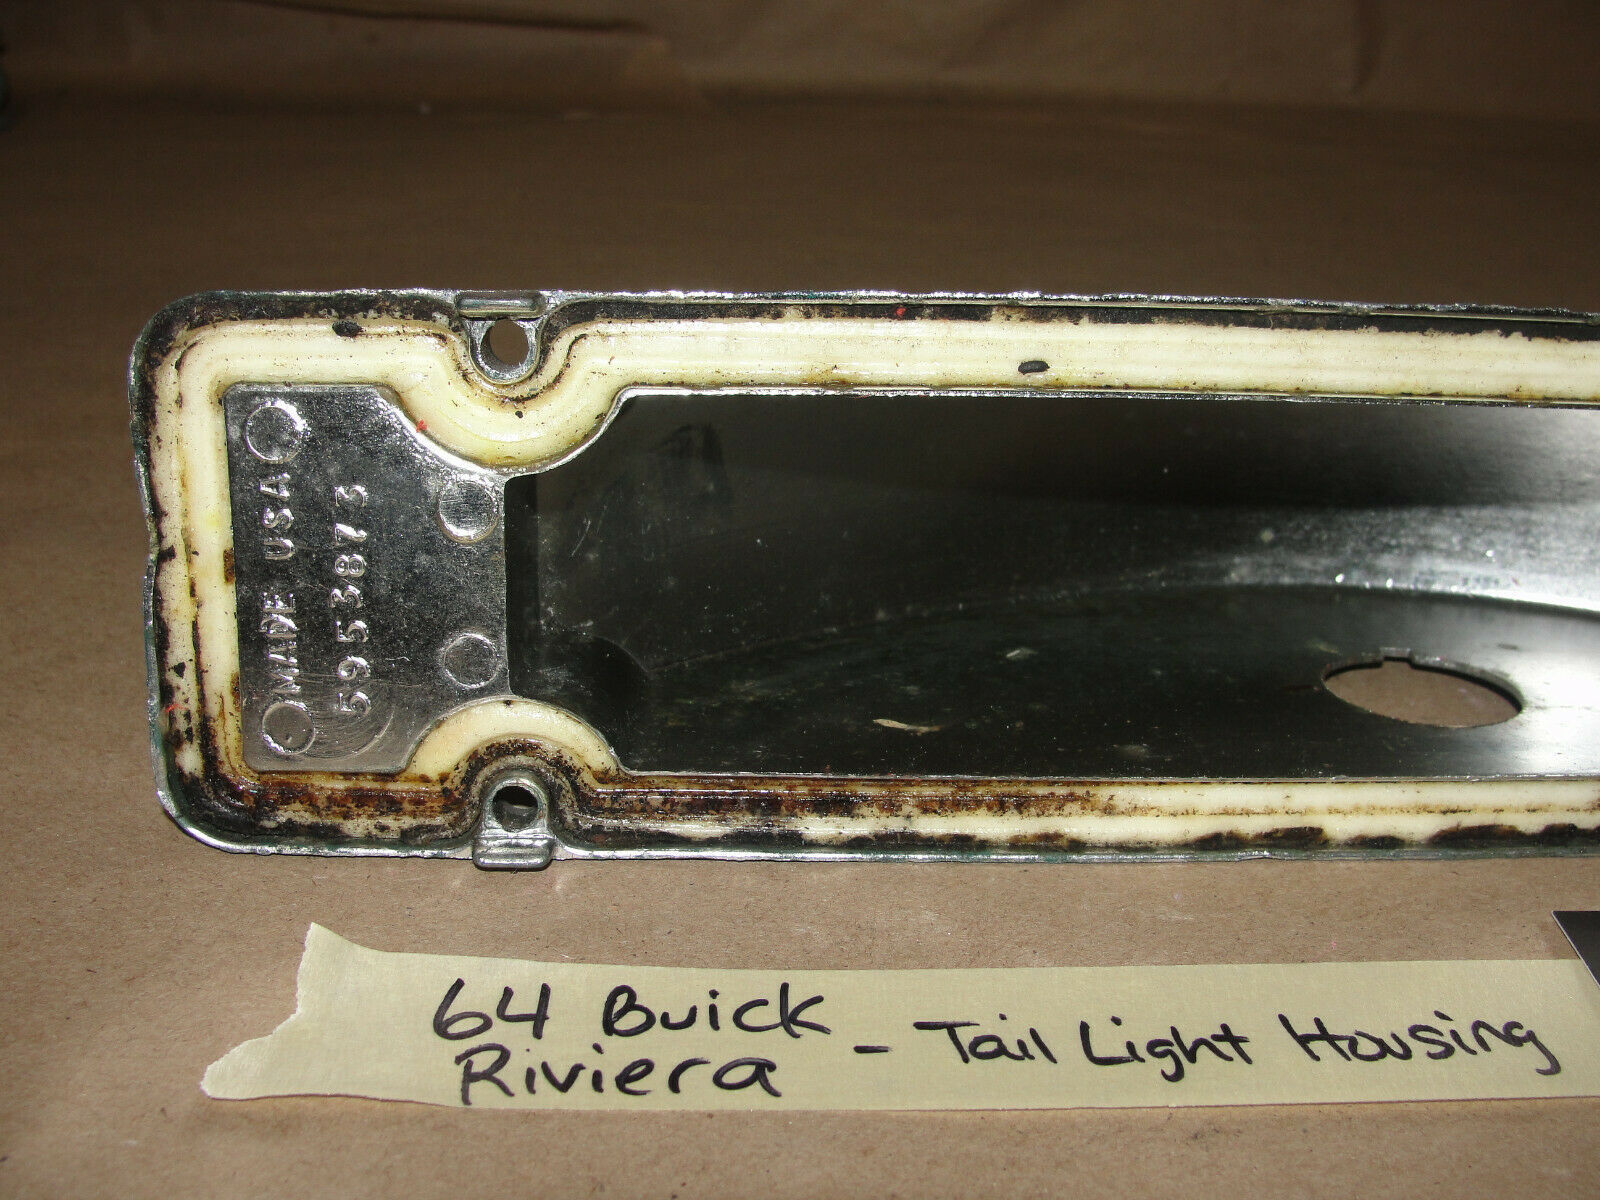 MADE USA
5953873
64 Buick
Riviera - Tail Light Housing